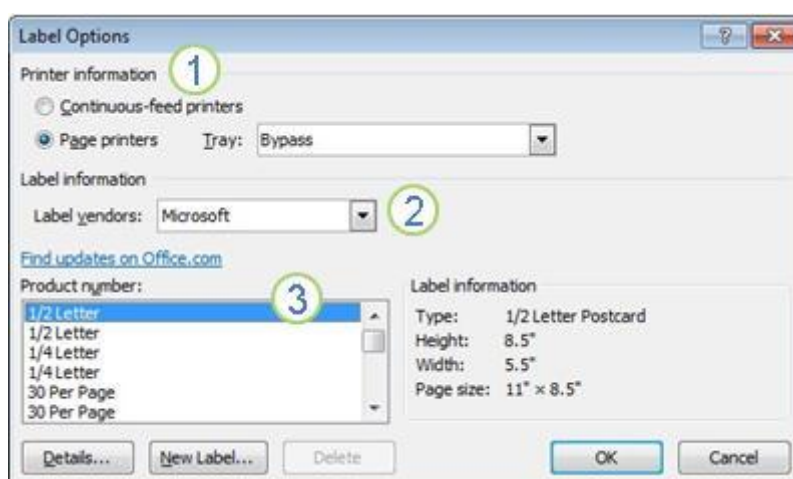 Label Options
Printer information 1
Continuous-feed printers
Page printers Tray: Bypass
Label information
Label vendors: Microsoft 2
Find updates on Office.com
Product number: 3
1/2 Letter
1/2 Letter
1/4 Letter
1/4 Letter
30 Per Page
30 Per Page
Label information
Type: 1/2 Letter Postcard
Height: 8.5"
Width: 5.5"
Page size: 11" × 8.5"
Details... New Label... Delete OK Cancel